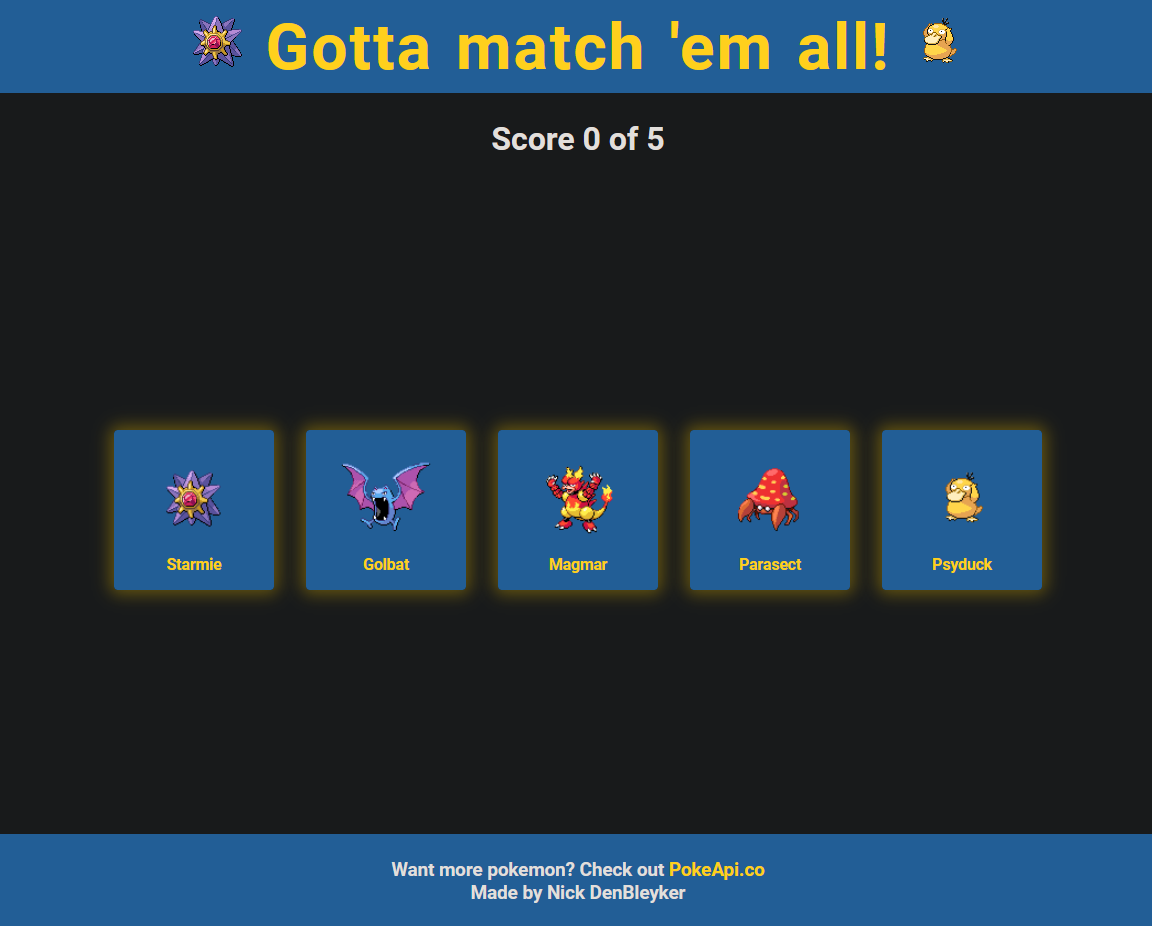 Gotta match 'em all!
Score 0 of 5
Starmie
Golbat
Magmar
Parasect
Psyduck
Want more pokemon? Check out PokeApi.co
Made by Nick DenBleyker